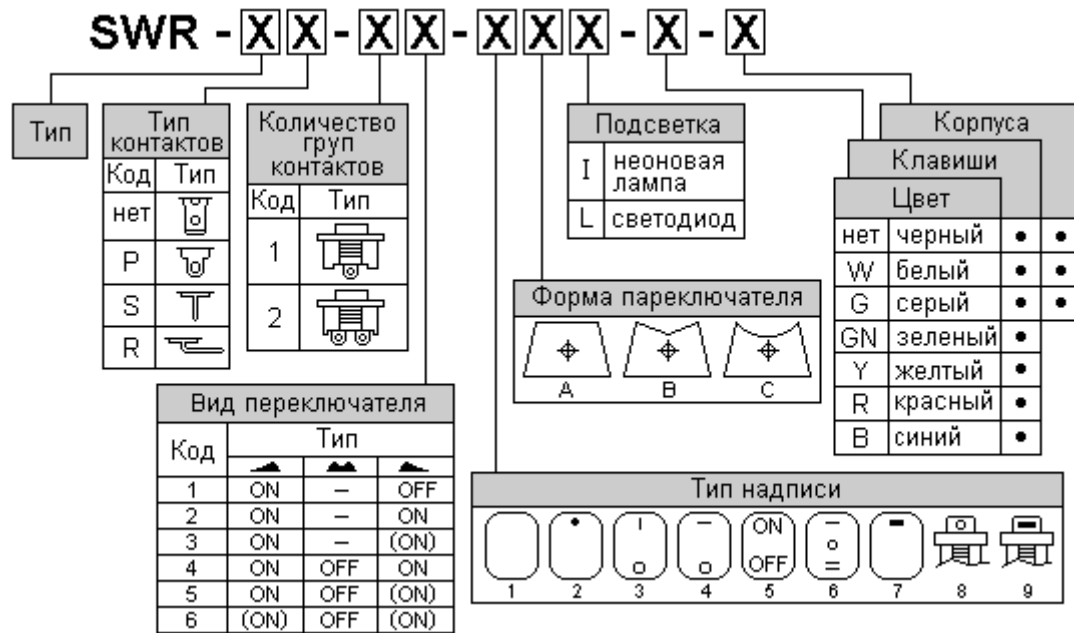 SWR - X X - X X - X X X - X - X
Тип
Тип
контактов
Код Тип
нет
P
S
R
Количество
груп
контактов
Код Тип
1
2
Подсветка
I неоновая
лампа
L светодиод
Корпуса
Клавиши
Цвет
нет черный • •
W белый • •
G серый • •
GN зеленый •
Y желтый •
R красный •
B синий •
Форма пареключателя
A B C
Вид переключателя
Код Тип
1 ON – OFF
2 ON – ON
3 ON – (ON)
4 ON OFF ON
5 ON OFF (ON)
6 (ON) OFF (ON)
Тип надписи
ON
OFF
1 2 3 4 5 6 7 8 9